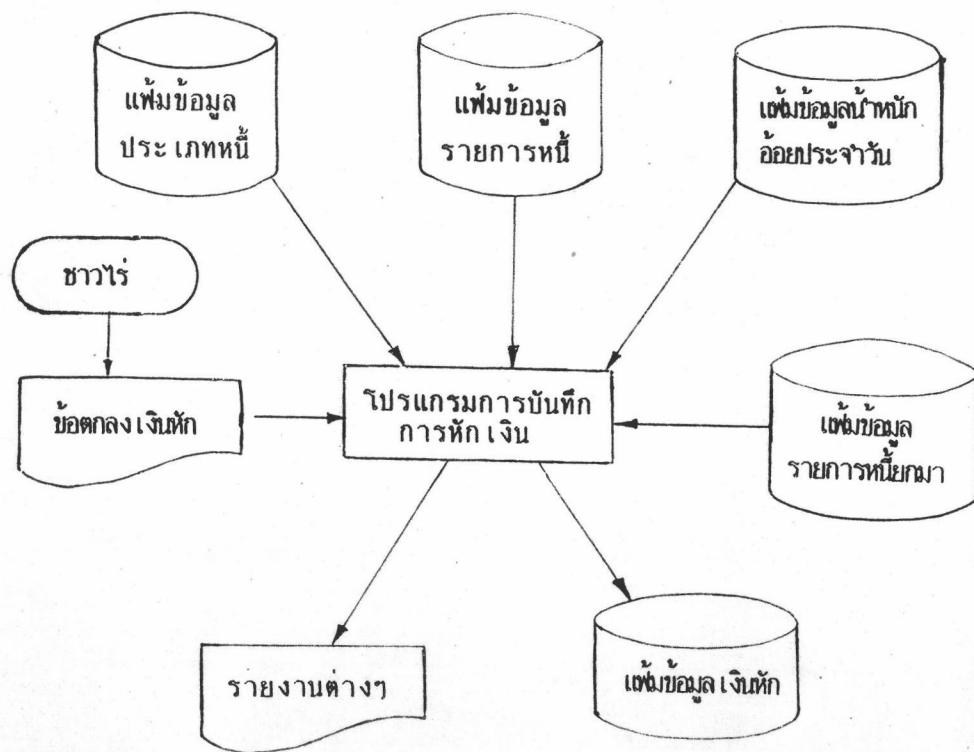 แฟ้มข้อมูล
ประเภทหนี้
แฟ้มข้อมูล
รายการหนี้
แฟ้มข้อมูลน้ำหนัก
อ้อยประจำวัน
ชาวไร่
ข้อตกลงเงินหัก
โปรแกรมการบันทึก
การหักเงิน
แฟ้มข้อมูล
รายการหนี้ยกมา
รายงานต่างๆ
แฟ้มข้อมูลเงินหัก